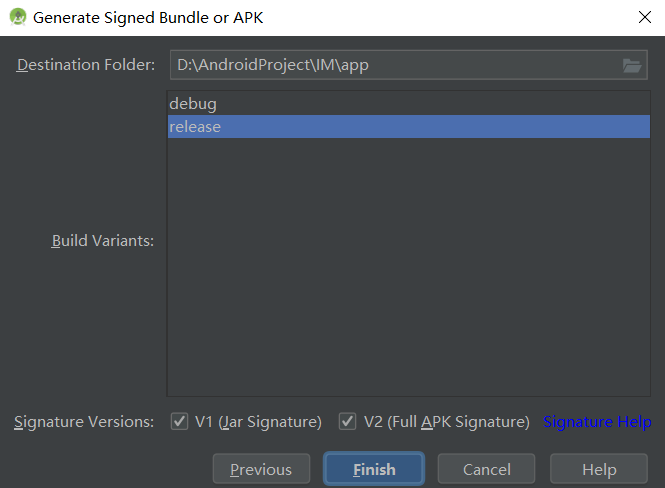 Generate Signed Bundle or APK
Destination Folder: D:\AndroidProject\IM\app
debug
release
Build Variants:
Signature Versions: V1 (Jar Signature) V2 (Full APK Signature) Signature Help
Previous Finish Cancel Help